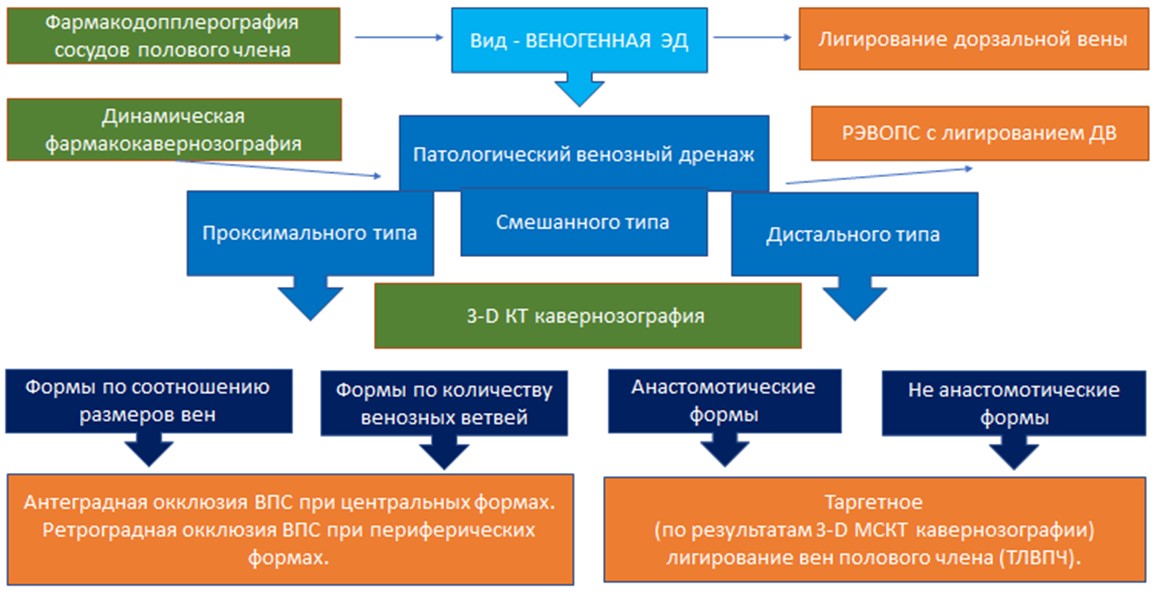 Фармакодопплерография
сосудов полового члена
Вид - ВЕНОГЕННАЯ ЭД
Лигирование дорзальной вены
Динамическая
фармакокавернозография
Патологический венозный дренаж
РЭВОПС с лигированием ДВ
Проксимального типа
Смешанного типа
Дистального типа
3-D КТ кавернозография
Формы по соотношению
размеров вен
Формы по количеству
венозных ветвей
Анастомотические
формы
Не анастомотические
формы
Антеградная окклюзия ВПС при центральных формах.
Ретроградная окклюзия ВПС при периферических
формах.
Таргетное
(по результатам 3-D МСКТ кавернозографии)
лигирование вен полового члена (ТЛВПЧ).